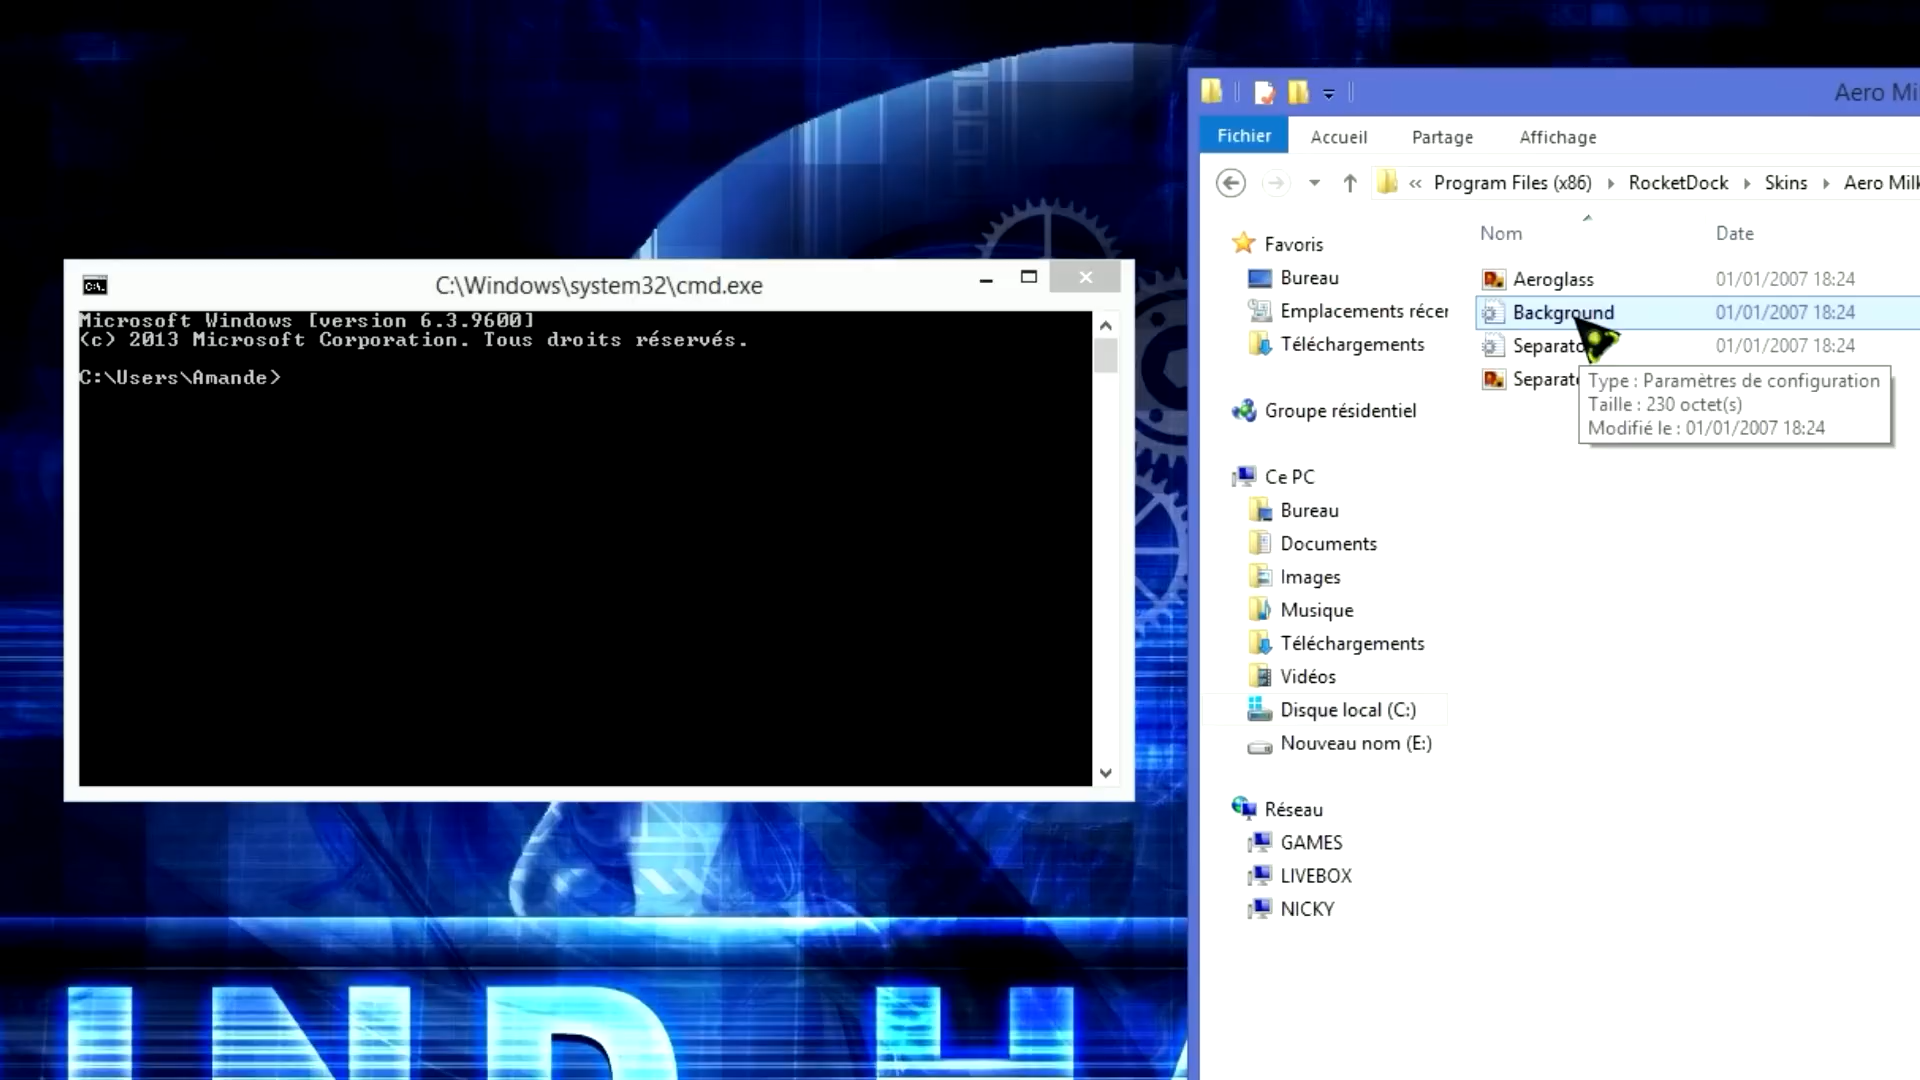 C:\Windows\system32\cmd.exe
Microsoft Windows [version 6.3.9600]
(c) 2013 Microsoft Corporation. Tous droits réservés.
C:\Users\Amande>
Fichier Accueil Partage Affichage
« Program Files (x86) RocketDock Skins Aero
Favoris
Bureau
Emplacements
Téléchargements
Groupe résidentiel
Ce PC
Bureau
Documents
Images
Musique
Téléchargements
Vidéos
Disque local (C:)
Nouveau nom (E:)
Réseau
GAMES
LIVEBOX
NICKY
Nom Date
Aeroglass 01/01/2007 18:24
Background 01/01/2007 18:24
01/01/2007 18:24
Type : Paramètres de configuration
Taille : 230 octet(s)
Modifié le : 01/01/2007 18:24
Aero